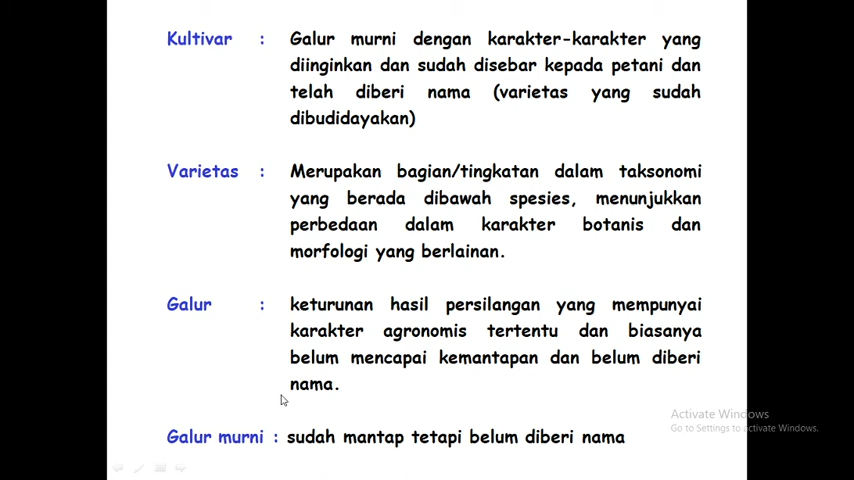 Kultivar : Galur murni dengan karakter-karakter yang
diinginkan dan sudah disebar kepada petani dan
telah diberi nama (varietas yang sudah
dibudidayakan)
Varietas : Merupakan bagian/tingkatan dalam taksonomi
yang berada dibawah spesies, menunjukkan
perbedaan dalam karakter botanis dan
morfologi yang berlainan.
Galur : keturunan hasil persilangan yang mempunyai
karakter agronomis tertentu dan biasanya
belum mencapai kemantapan dan belum diberi
nama.
Galur murni : sudah mantap tetapi belum diberi nama
Activate Windows
Go to Settings to activate Windows.